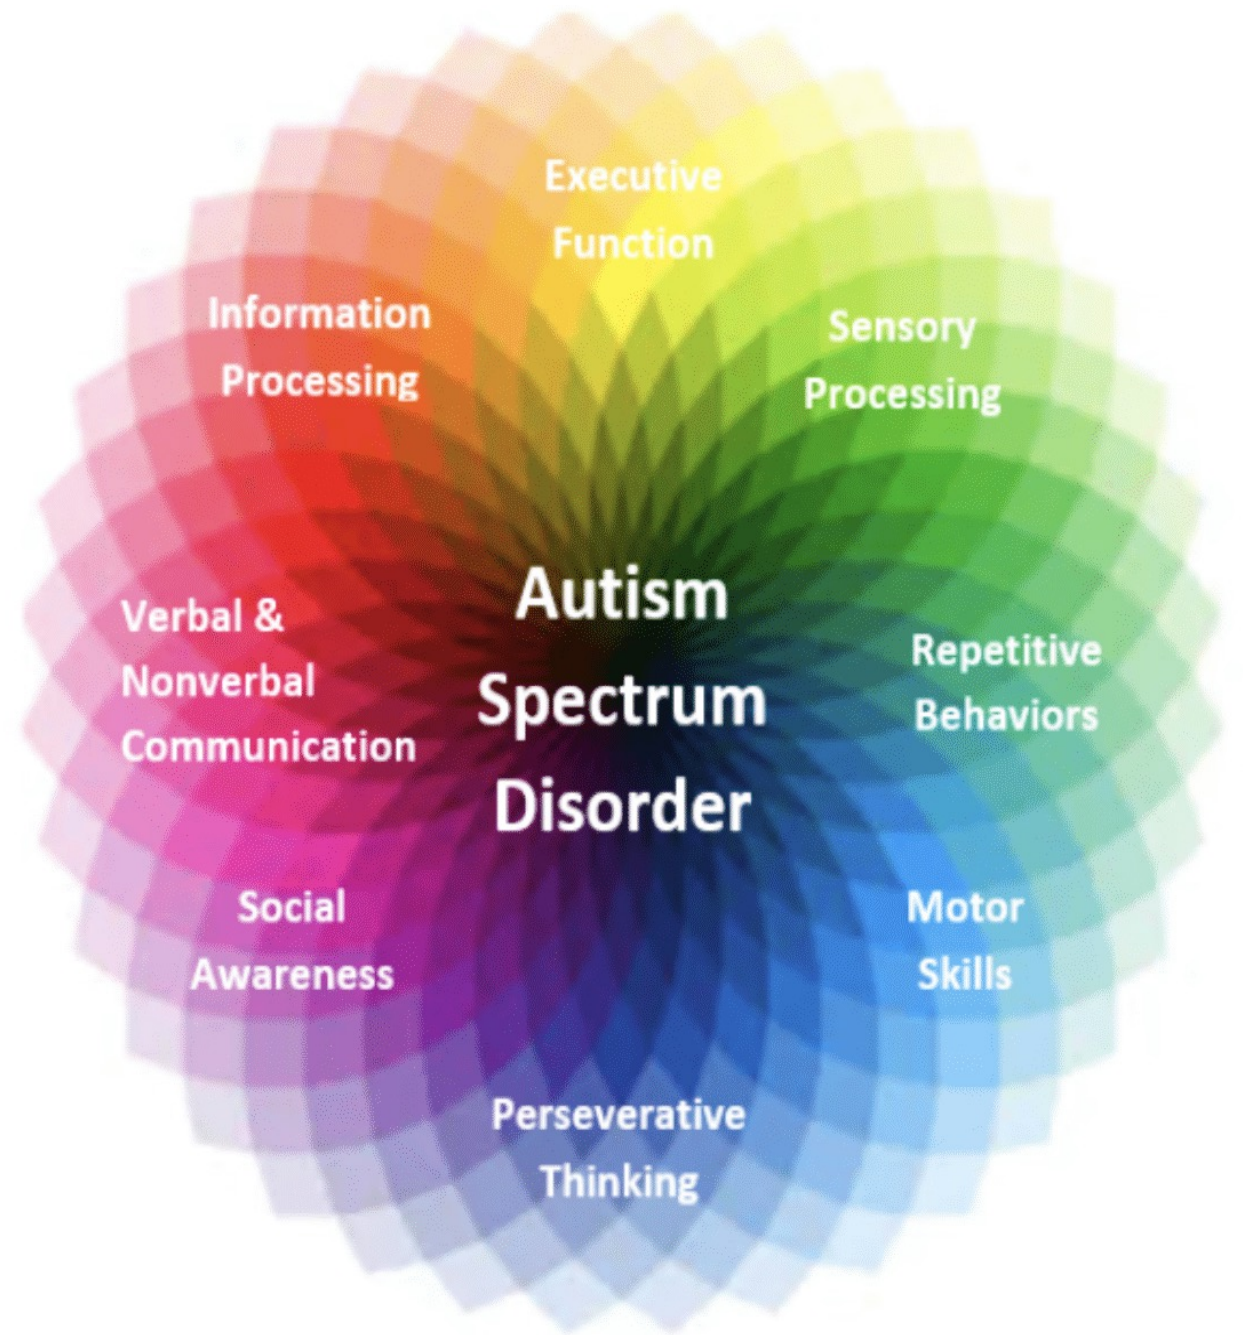 Executive
Function
Information
Processing
Sensory
Processing
Autism
Spectrum
Disorder
Verbal &
Nonverbal
Communication
Repetitive
Behaviors
Social
Awareness
Motor
Skills
Perseverative
Thinking